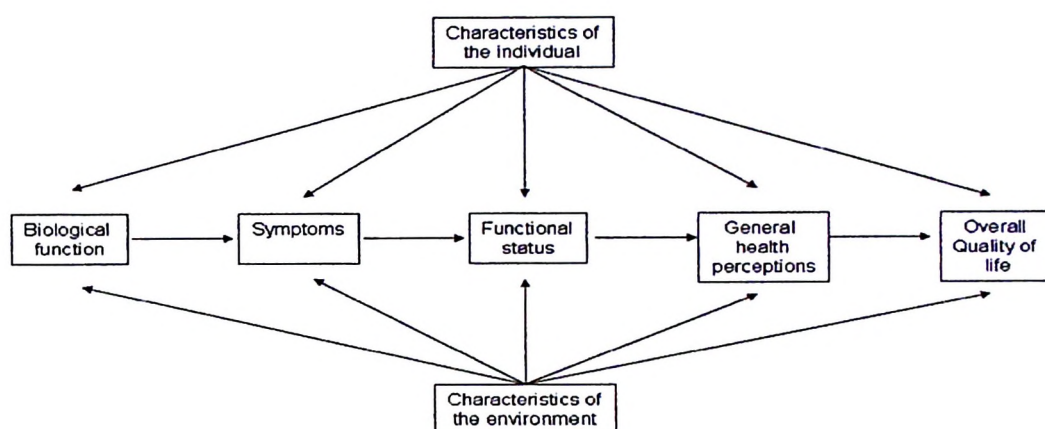 Characteristics of
the individual
Biological
function
Symptoms
Functional
status
General
health
perceptions
Overall
Quality of
life
Characteristics of
the environment